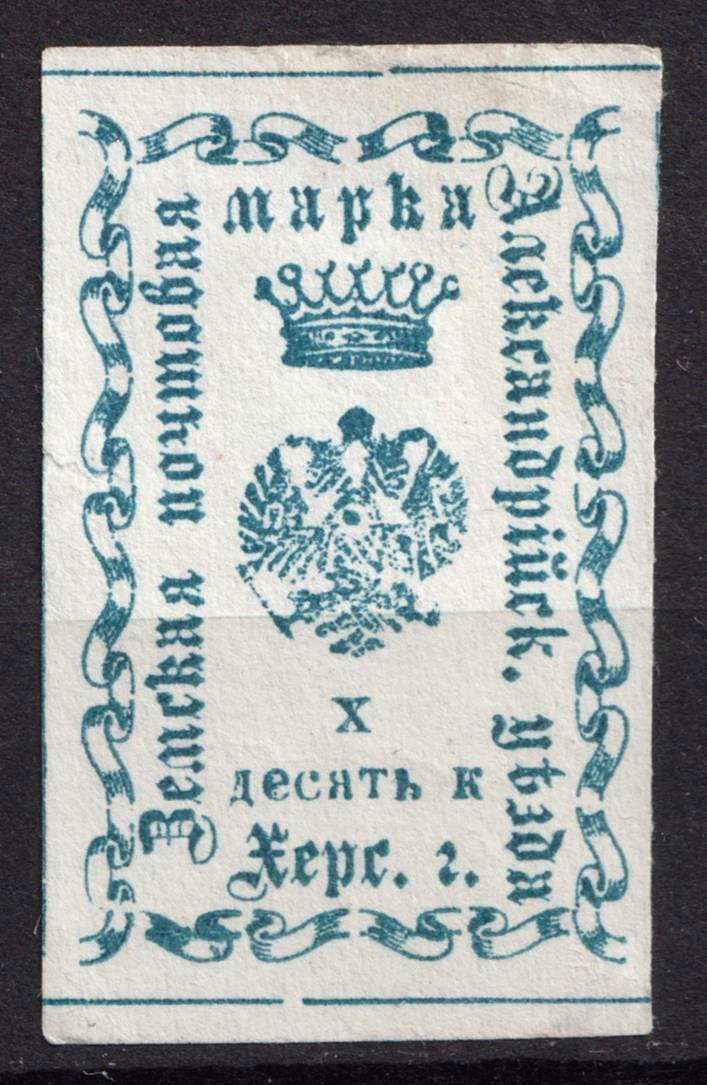 Земская почтовая
марка
Александрійск. уѣзда
X
десять к
Херс. г.